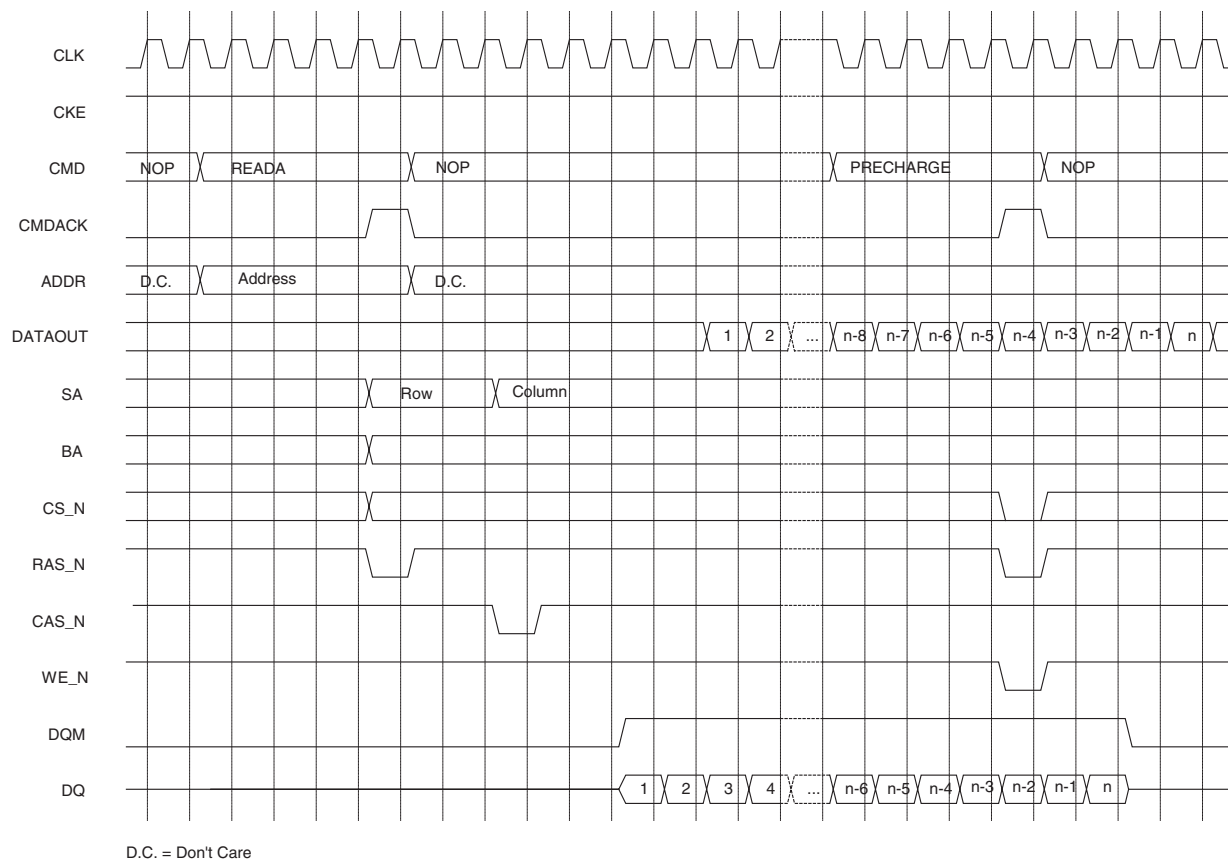 CLK
CKE
CMD NOP READA NOP PRECHARGE NOP
CMDACK
ADDR D.C. Address D.C.
DATAOUT 1 2 ... n-8 n-7 n-6 n-5 n-4 n-3 n-2 n-1 n
SA Row Column
BA
CS_N
RAS_N
CAS_N
WE_N
DQM
DQ 1 2 3 4 ... n-6 n-5 n-4 n-3 n-2 n-1 n
D.C. = Don't Care